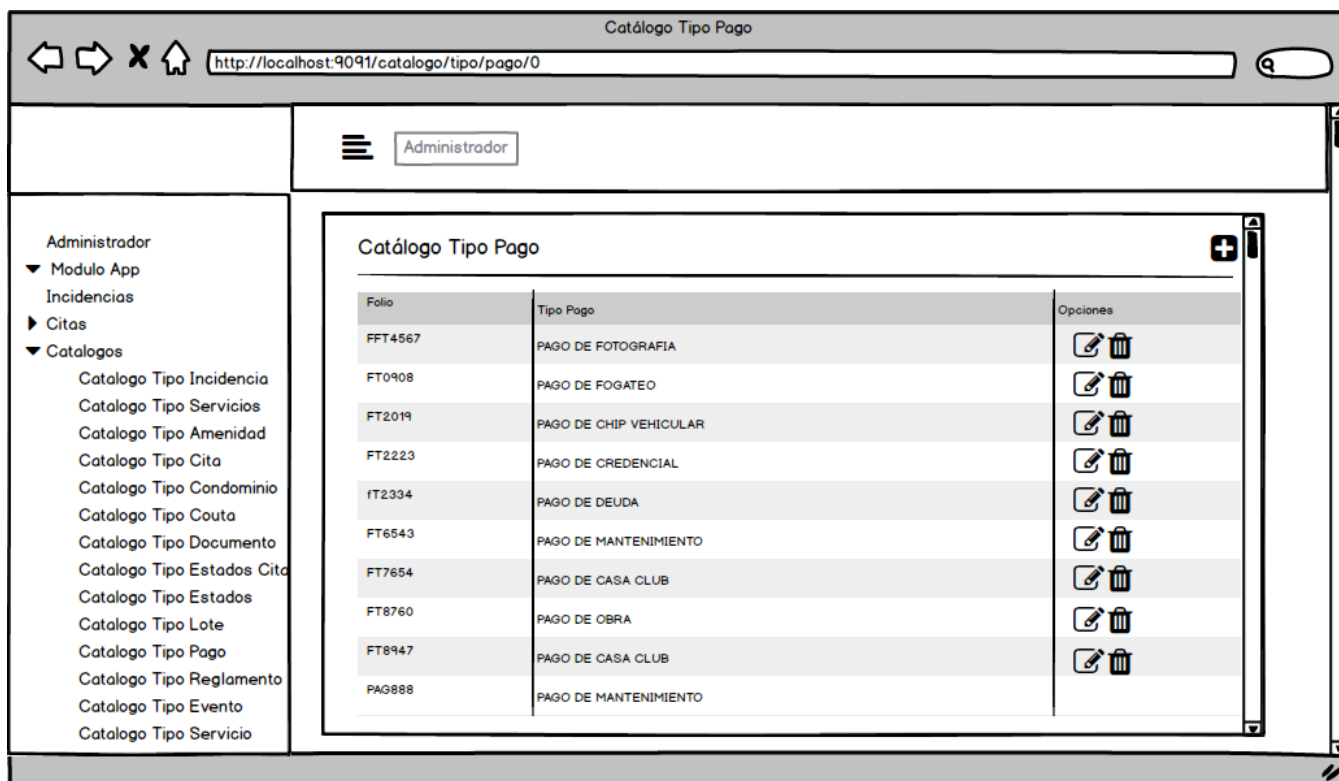 Catálogo Tipo Pago
http://localhost:9091/catalogo/tipo/pago/0
Administrador
Administrador
Modulo App
Incidencias
Citas
Catalogos
Catalogo Tipo Incidencia
Catalogo Tipo Servicios
Catalogo Tipo Amenidad
Catalogo Tipo Cita
Catalogo Tipo Condominio
Catalogo Tipo Couta
Catalogo Tipo Documento
Catalogo Tipo Estados Cita
Catalogo Tipo Estados
Catalogo Tipo Lote
Catalogo Tipo Pago
Catalogo Tipo Reglamento
Catalogo Tipo Evento
Catalogo Tipo Servicio
Catálogo Tipo Pago
Folio Tipo Pago Opciones
FFT4567 PAGO DE FOTOGRAFIA
FT0908 PAGO DE FOGATEO
FT2019 PAGO DE CHIP VEHICULAR
FT2223 PAGO DE CREDENCIAL
fT2334 PAGO DE DEUDA
FT6543 PAGO DE MANTENIMIENTO
FT7654 PAGO DE CASA CLUB
FT8760 PAGO DE OBRA
FT8947 PAGO DE CASA CLUB
PAG888 PAGO DE MANTENIMIENTO